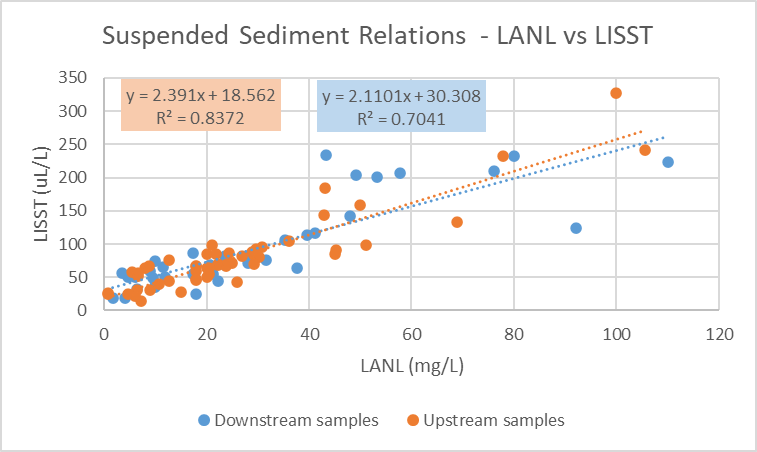 Suspended Sediment Relations - LANL vs LISST
350
300
250
200
150
100
50
0
LISST (uL/L)
y = 2.391x + 18.562
R² = 0.8372
y = 2.1101x + 30.308
R² = 0.7041
0 20 40 60 80 100 120
LANL (mg/L)
Downstream samples Upstream samples